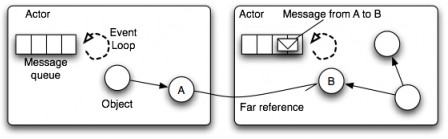 Actor
Event
Loop
Message
queue
Object
A
Actor
Message from A to B
B
Far reference